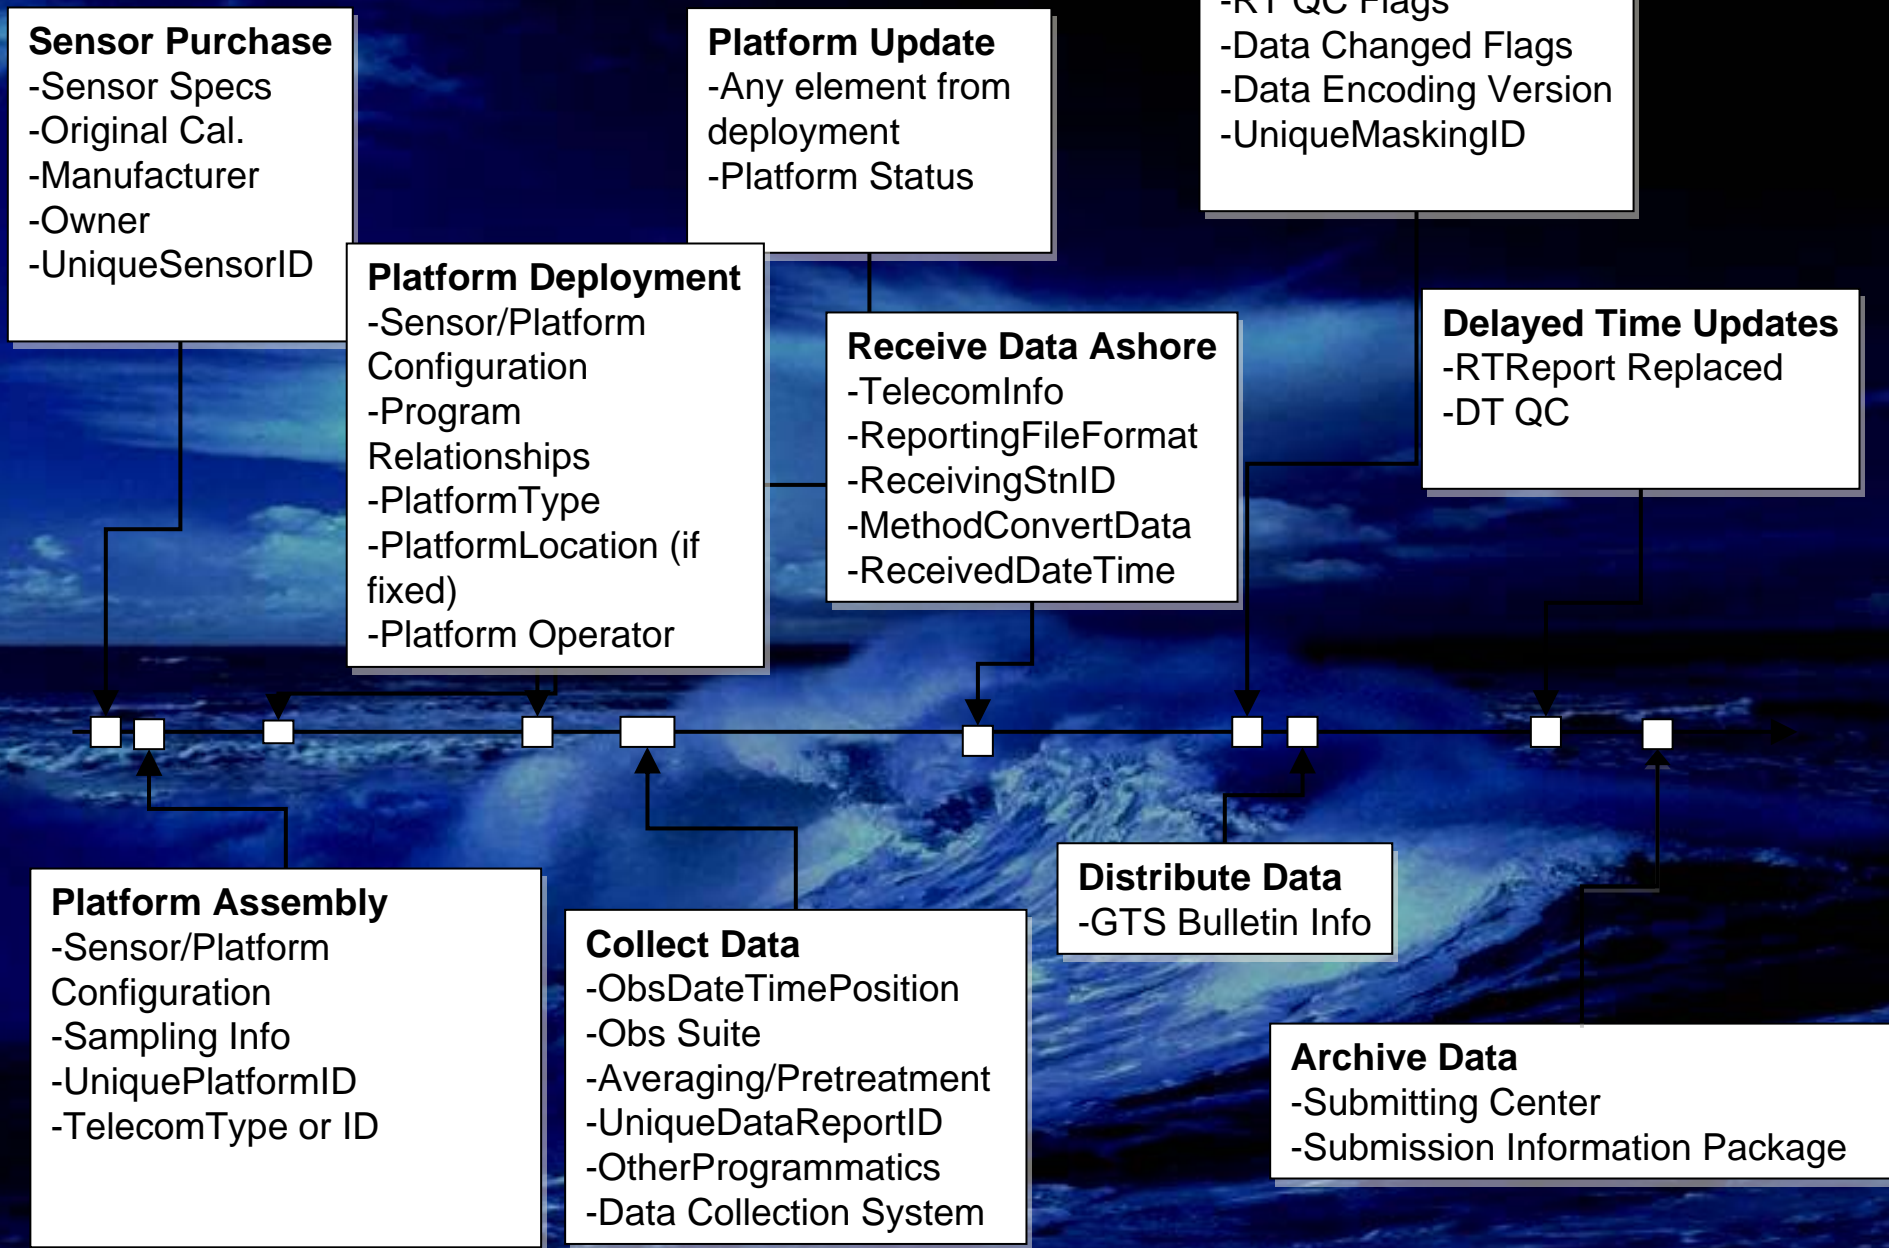 Sensor Purchase
-Sensor Specs
-Original Cal.
-Manufacturer
-Owner
-UniqueSensorID
Platform Deployment
-Sensor/Platform
Configuration
-Program
Relationships
-PlatformType
-PlatformLocation (if
fixed)
-Platform Operator
Platform Update
-Any element from
deployment
-Platform Status
Receive Data Ashore
-TelecomInfo
-ReportingFileFormat
-ReceivingStnID
-MethodConvertData
-ReceivedDateTime
-RT QC Flags
-Data Changed Flags
-Data Encoding Version
-UniqueMaskingID
Delayed Time Updates
-RTReport Replaced
-DT QC
Platform Assembly
-Sensor/Platform
Configuration
-Sampling Info
-UniquePlatformID
-TelecomType or ID
Collect Data
-ObsDateTimePosition
-Obs Suite
-Averaging/Pretreatment
-UniqueDataReportID
-OtherProgrammatics
-Data Collection System
Distribute Data
-GTS Bulletin Info
Archive Data
-Submitting Center
-Submission Information Package